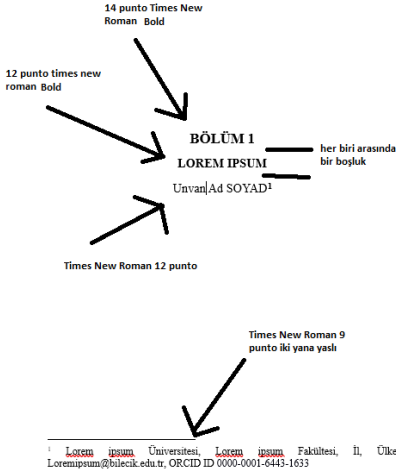 14 punto Times New
Roman Bold
12 punto times new
roman Bold
BÖLÜM 1
LOREM IPSUM
her biri arasında
bir boşluk
Unvan Ad SOYAD¹
Times New Roman 12 punto
Times New Roman 9
punto iki yana yaslı
¹ Lorem ipsum Üniversitesi, Lorem ipsum Fakültesi, İl, Ülke
Loremipsum@bilecik.edu.tr, ORCID ID 0000-0001-6443-1633